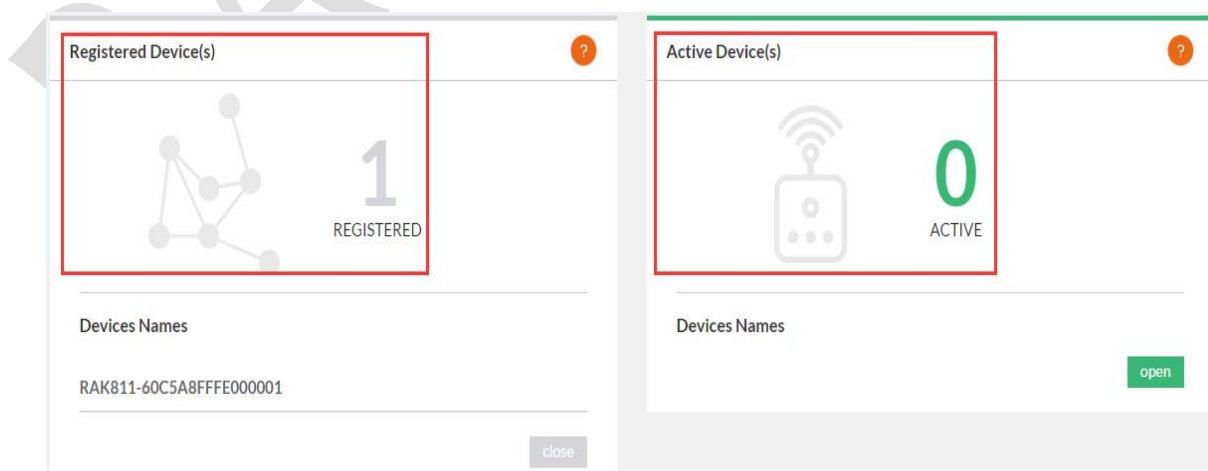 Registered Device(s)
?
1
REGISTERED
Devices Names
RAK811-60C5A8FFFE000001
close
Active Device(s)
?
0
ACTIVE
Devices Names
open